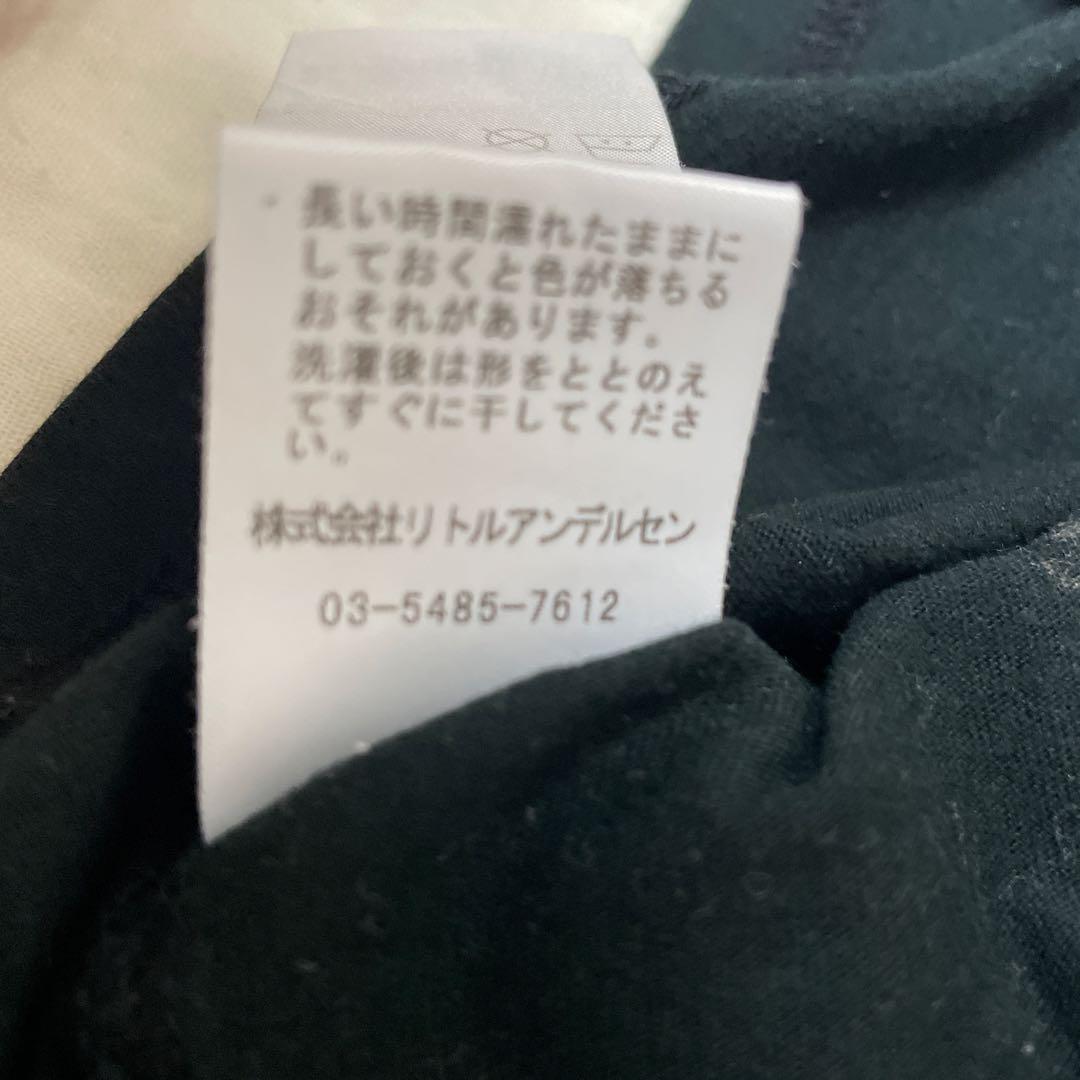 ・長い時間濡れたままに
しておくと色が落ちる
おそれがあります。
洗濯後は形をととのえ
てすぐに干してくださ
い。
株式会社リトルアンデルセン
03-5485-7612